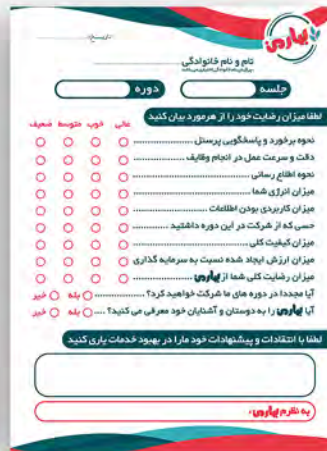 بهارمن
تاریخ:
نام و نام خانوادگی
جلسه
دوره
لطفا میزان رضایت خود را از هرمورد بیان کنید
عالی خوب متوسط ضعیف
نحوه برخورد و پاسخگویی پرسنل
دقت و سرعت عمل در انجام وظایف
نحوه اطلاع رسانی
میزان انرژی شما
میزان کاربردی بودن اطلاعات
حسی که از شرکت در این دوره داشتید
میزان کیفیت کلی
میزان ارزش ایجاد شده نسبت به سرمایه گذاری
میزان رضایت کلی شما از بهارمن
آیا مجددا در دوره های ما شرکت خواهید کرد؟ بله خیر
آیا بهارمن را به دوستان و آشنایان خود معرفی می کنید؟ بله خیر
لطفا با انتقادات و پیشنهادات خود ما را در بهبود خدمات یاری کنید
به نظرم بهارمن: